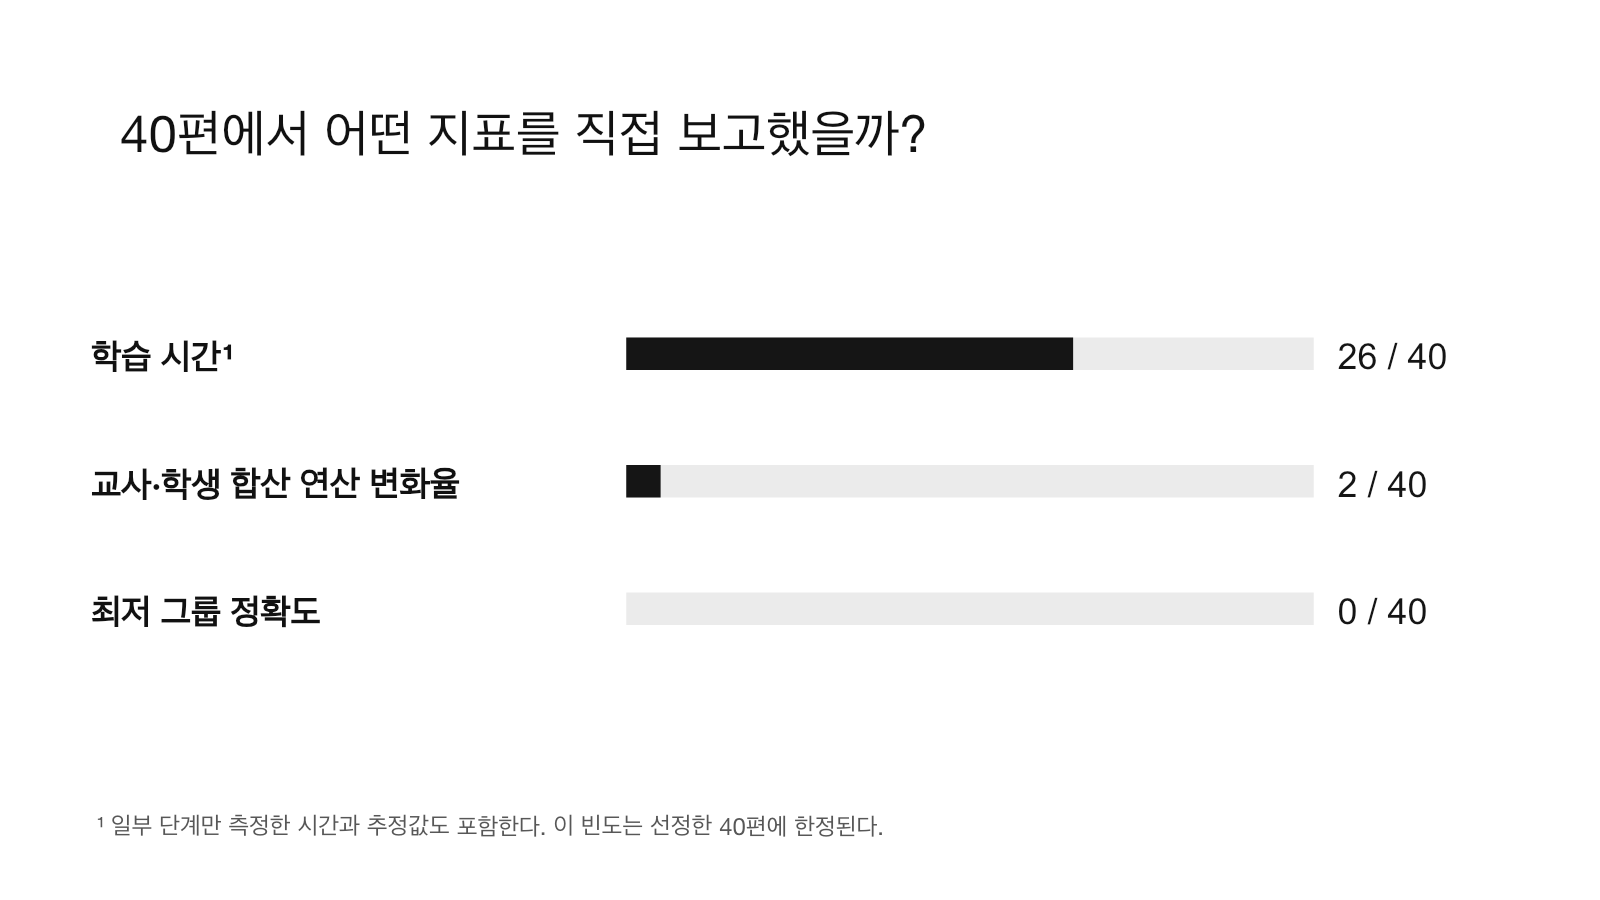 40편에서 어떤 지표를 직접 보고했을까?
학습 시간¹
26 / 40
교사·학생 합산 연산 변화율
2 / 40
최저 그룹 정확도
0 / 40
¹ 일부 단계만 측정한 시간과 추정값도 포함한다. 이 빈도는 선정한 40편에 한정된다.